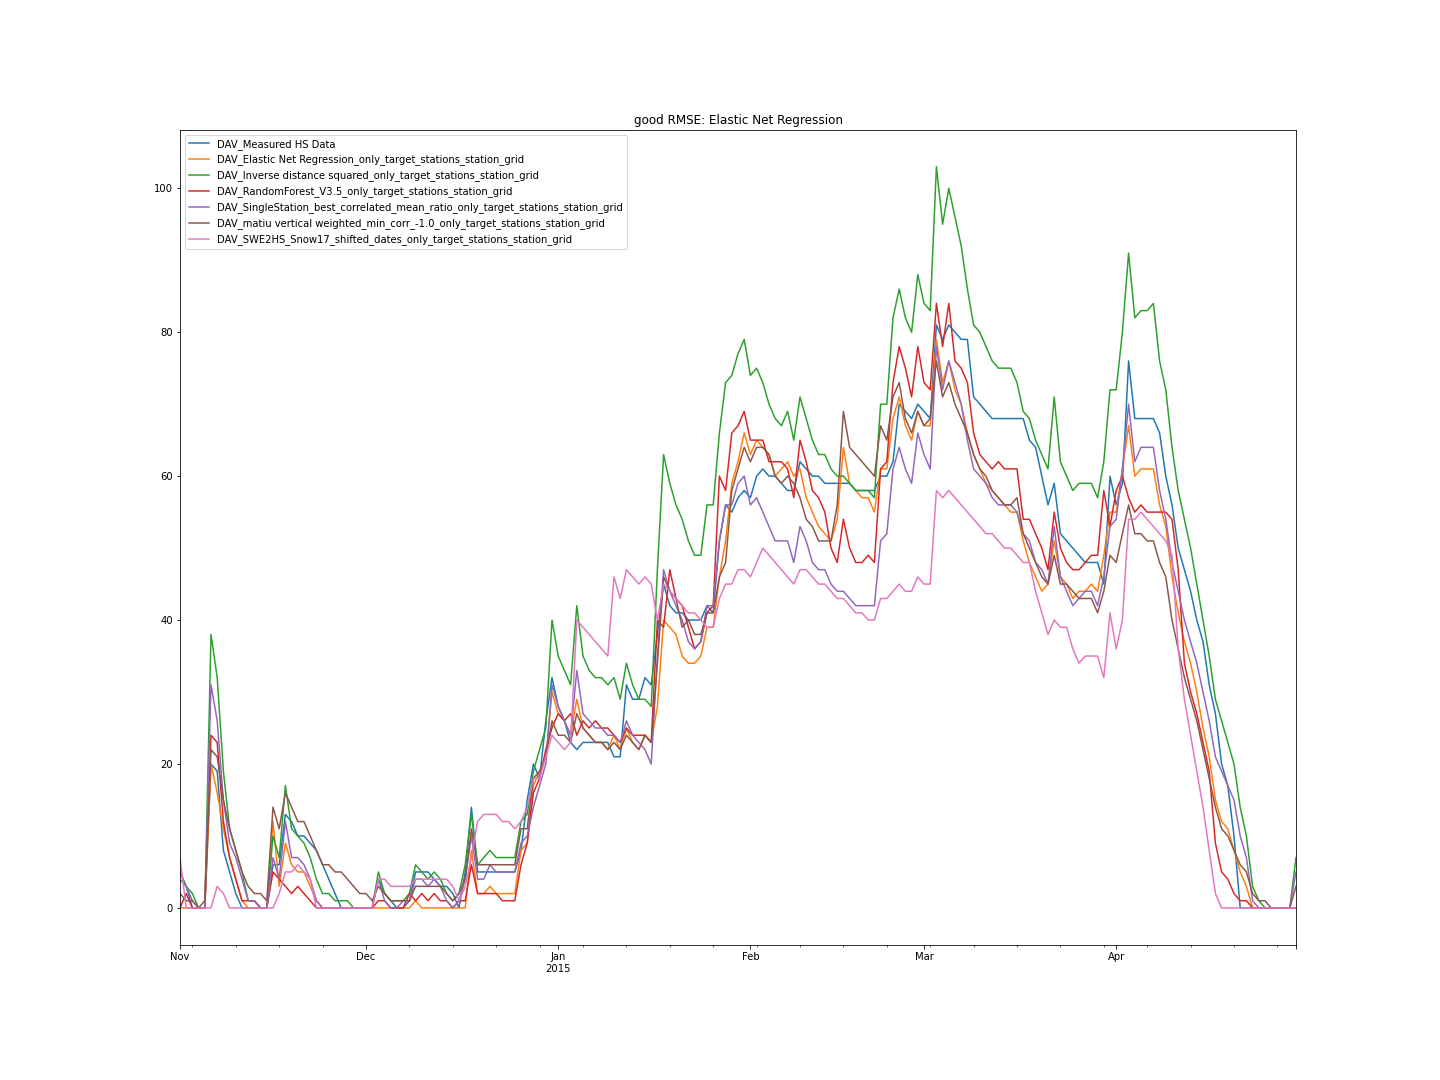 good RMSE: Elastic Net Regression
DAV_Measured HS Data
DAV_Elastic Net Regression_only_target_stations_station_grid
DAV_Inverse distance squared_only_target_stations_station_grid
DAV_RandomForest_V3.5_only_target_stations_station_grid
DAV_SingleStation_best_correlated_mean_ratio_only_target_stations_station_grid
DAV_matiu vertical weighted_min_corr_-1.0_only_target_stations_station_grid
DAV_SWE2HS_Snow17_shifted_dates_only_target_stations_station_grid
100
80
60
40
20
0
Nov Dec Jan Feb Mar Apr
2015